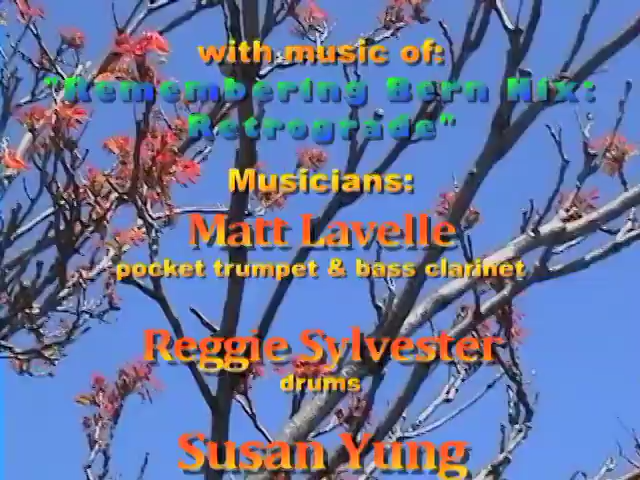 with music of:
"Remembering Bern Nix:
Retrograde"
Musicians:
Matt Lavelle
pocket trumpet & bass clarinet
Reggie Sylvester
drums
Susan Yung